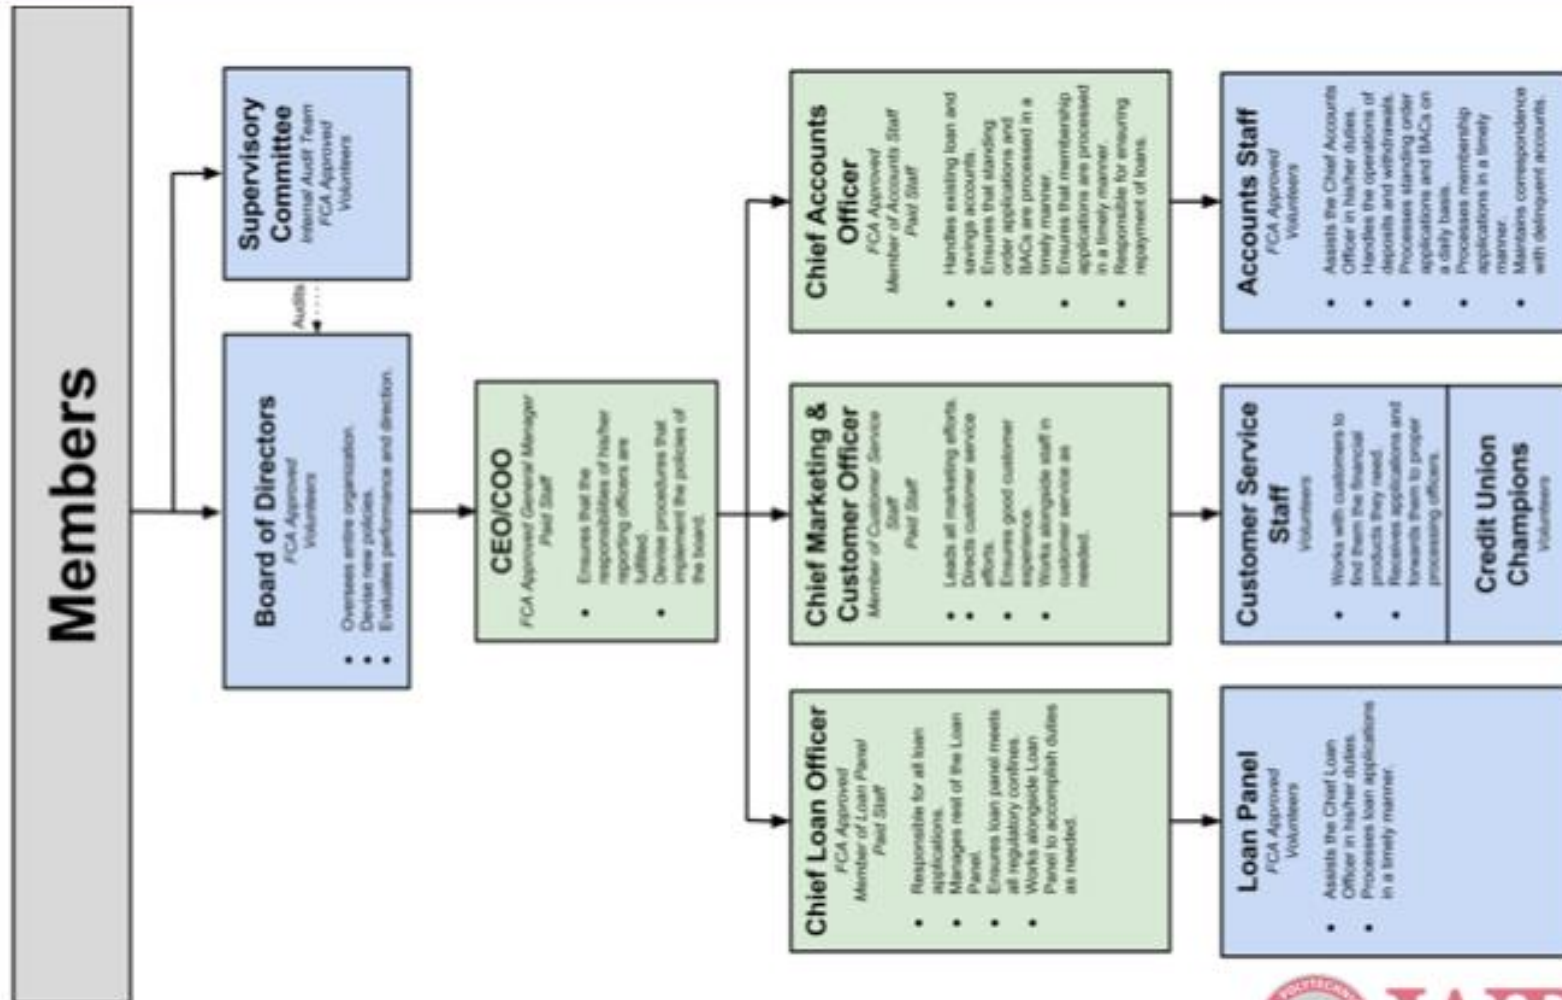 Members
Board of Directors
FCA Approved
Volunteers
• Oversees entire organization.
• Devise new policies.
• Evaluates performance and direction.
Audits
Supervisory
Committee
Internal Audit Team
FCA Approved
Volunteers
CEO/COO
FCA Approved General Manager
Paid Staff
• Ensures that the
responsibilities of his/her
reporting officers are
fulfilled.
• Devise procedures that
implement the policies of
the board.
Chief Loan Officer
FCA Approved
Member of Loan Panel
Paid Staff
• Responsible for all loan
applications.
• Manages rest of the Loan
Panel.
• Ensures loan panel meets
all regulatory confines.
• Works alongside Loan
Panel to accomplish duties
as needed.
Chief Marketing &
Customer Officer
Member of Customer Service
Staff
Paid Staff
• Leads all marketing efforts.
• Directs customer service
efforts.
• Ensures good customer
experience.
• Works alongside staff in
customer service as
needed.
Chief Accounts
Officer
FCA Approved
Member of Accounts Staff
Paid Staff
• Handles existing loan and
savings accounts.
• Ensures that standing
order applications and
BACs are processed in a
timely manner.
• Ensures that membership
applications are processed
in a timely manner.
• Responsible for ensuring
repayment of loans.
Loan Panel
FCA Approved
Volunteers
• Assists the Chief Loan
Officer in his/her duties.
• Processes loan applications
in a timely manner.
Customer Service
Staff
Volunteers
• Works with customers to
find them the financial
products they need.
• Receives applications and
forwards them to proper
processing officers.
Credit Union
Champions
Volunteers
Accounts Staff
FCA Approved
Volunteers
• Assists the Chief Accounts
Officer in his/her duties.
• Handles the operations of
deposits and withdrawals.
• Processes standing order
applications and BACs on
a daily basis.
• Processes membership
applications in a timely
manner.
• Maintains correspondence
with delinquent accounts.